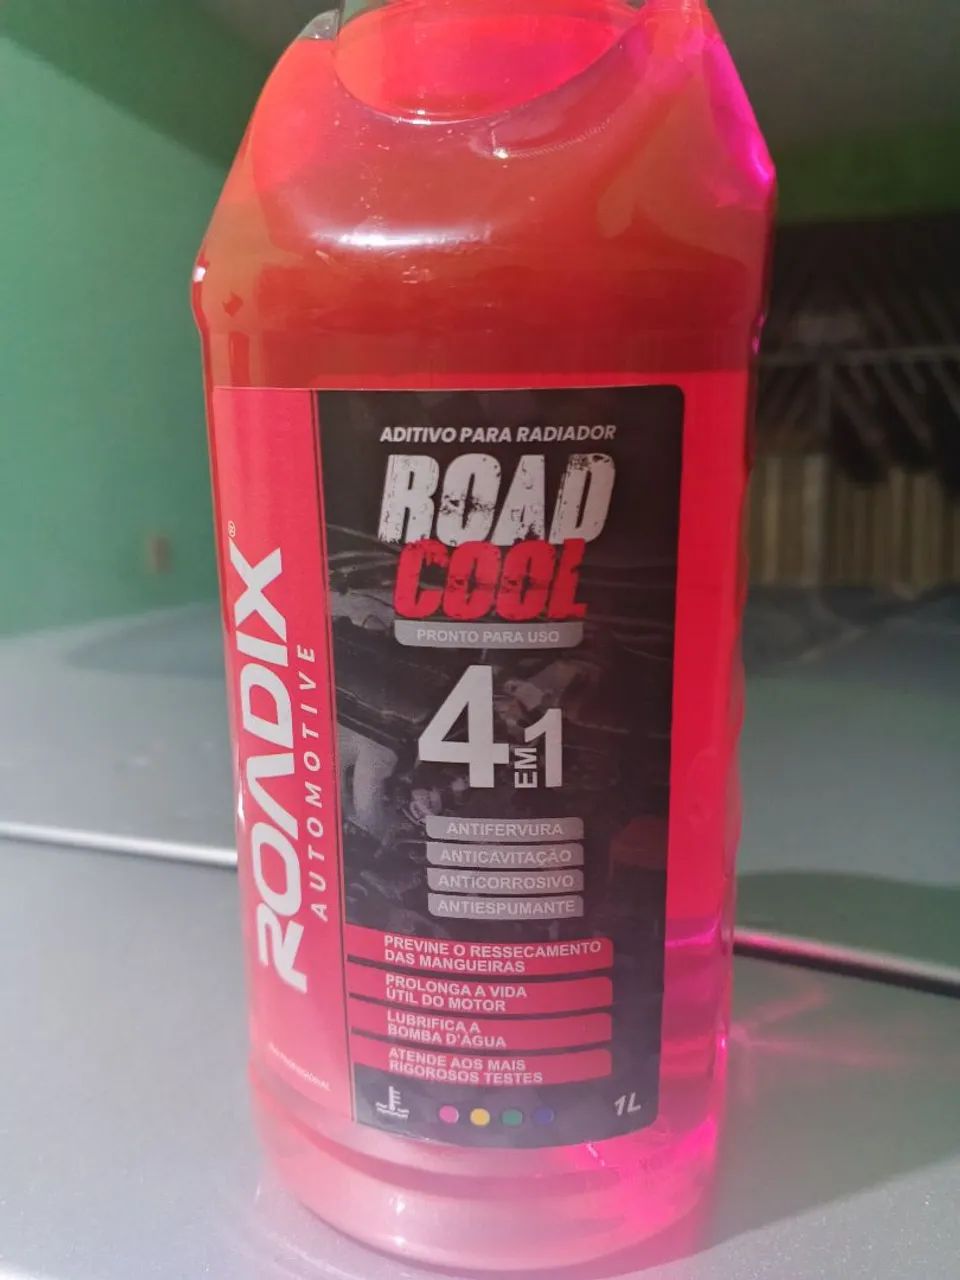 ADITIVO PARA RADIADOR
ROAD
COOL
PRONTO PARA USO
4 EM 1
ANTIFERVURA
ANTICAVITAÇÃO
ANTICORROSIVO
ANTIESPUMANTE
PREVINE O RESSECAMENTO
DAS MANGUEIRAS
PROLONGA A VIDA
ÚTIL DO MOTOR
LUBRIFICA A
BOMBA D'ÁGUA
ATENDE AOS MAIS
RIGOROSOS TESTES
1L
ROADIX®
AUTOMOTIVE